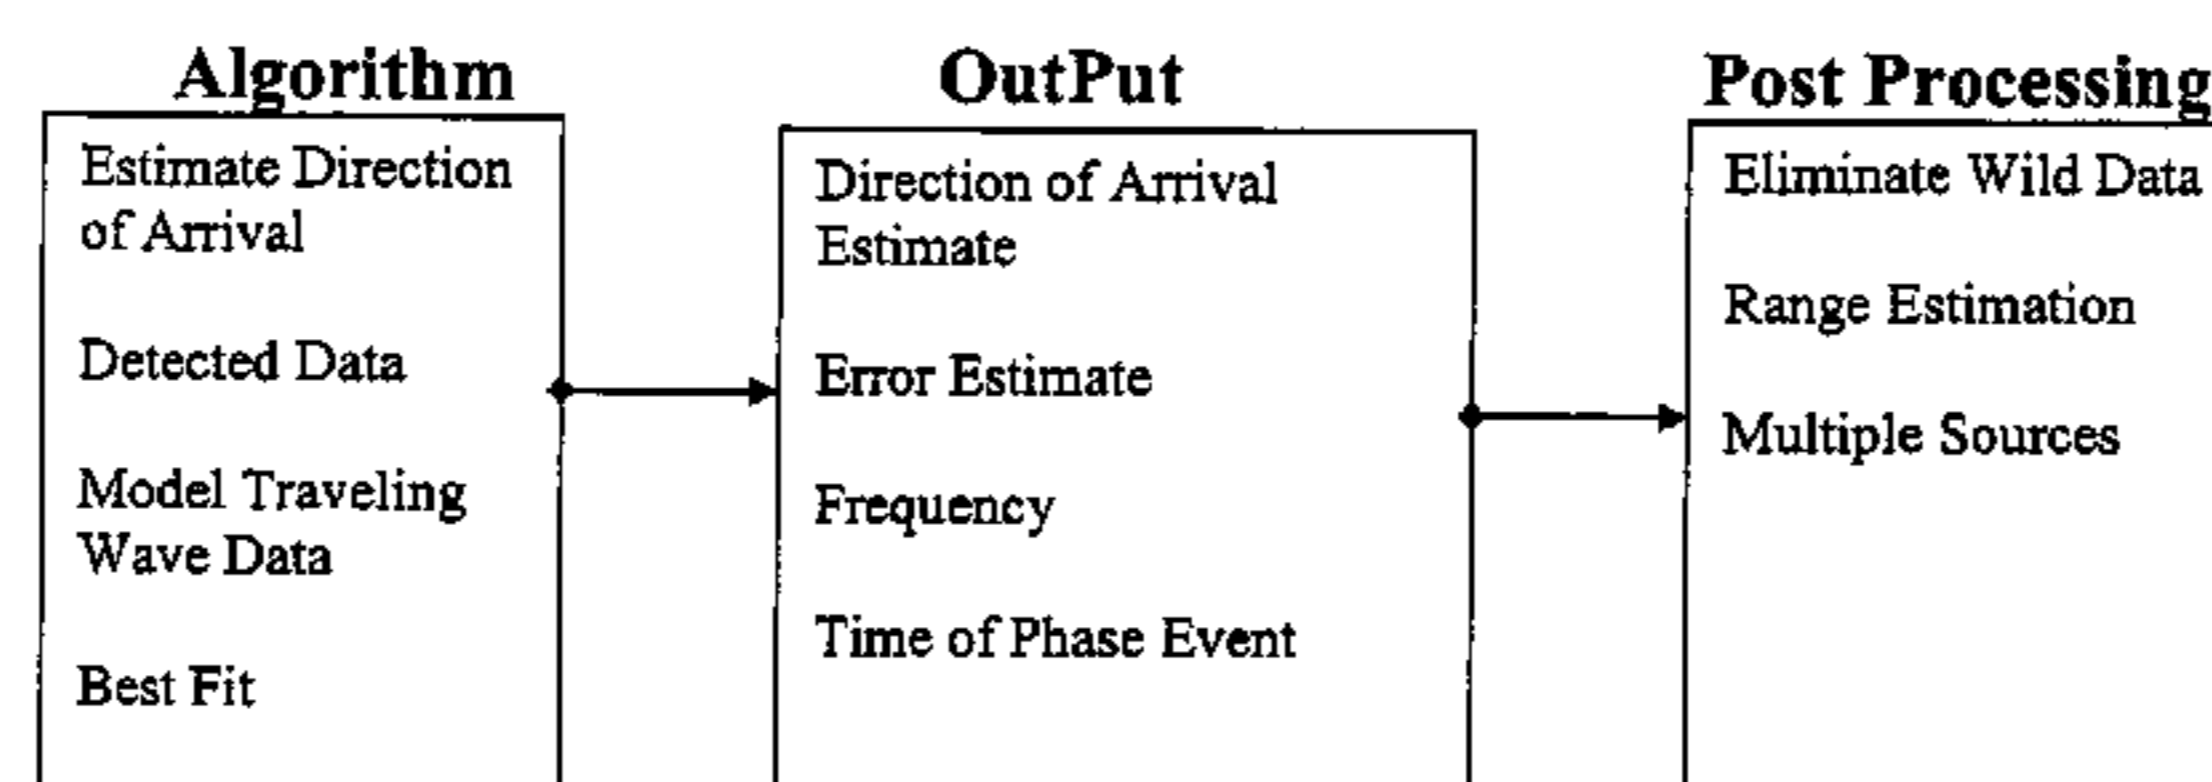 Algorithm
Estimate Direction
of Arrival
Detected Data
Model Traveling
Wave Data
Best Fit
OutPut
Direction of Arrival
Estimate
Error Estimate
Frequency
Time of Phase Event
Post Processing
Eliminate Wild Data
Range Estimation
Multiple Sources